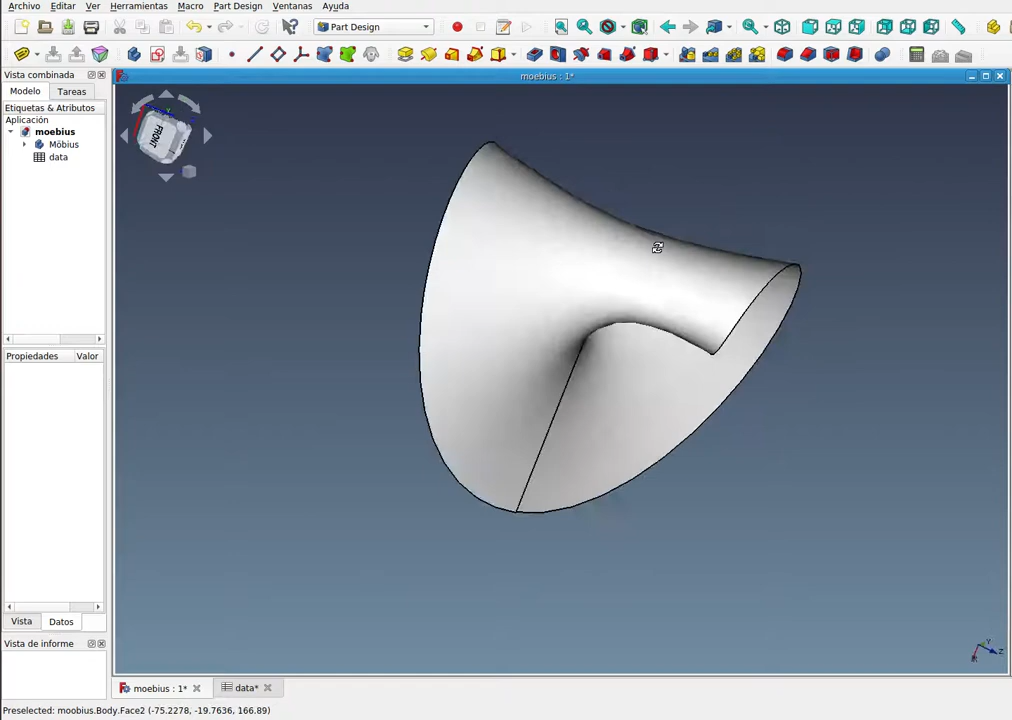 Archivo Editar Ver Herramientas Macro Part Design Ventanas Ayuda
Part Design
Vista combinada
moebius : 1*
Modelo Tareas
Etiquetas & Atributos
Aplicación
moebius
Möbius
data
FRONT
Propiedades Valor
Vista Datos
Vista de informe
Y
Z
moebius : 1* data*
Preselected: moobius.Body.Face2 (-75.2278, -19.7636, 166.89)